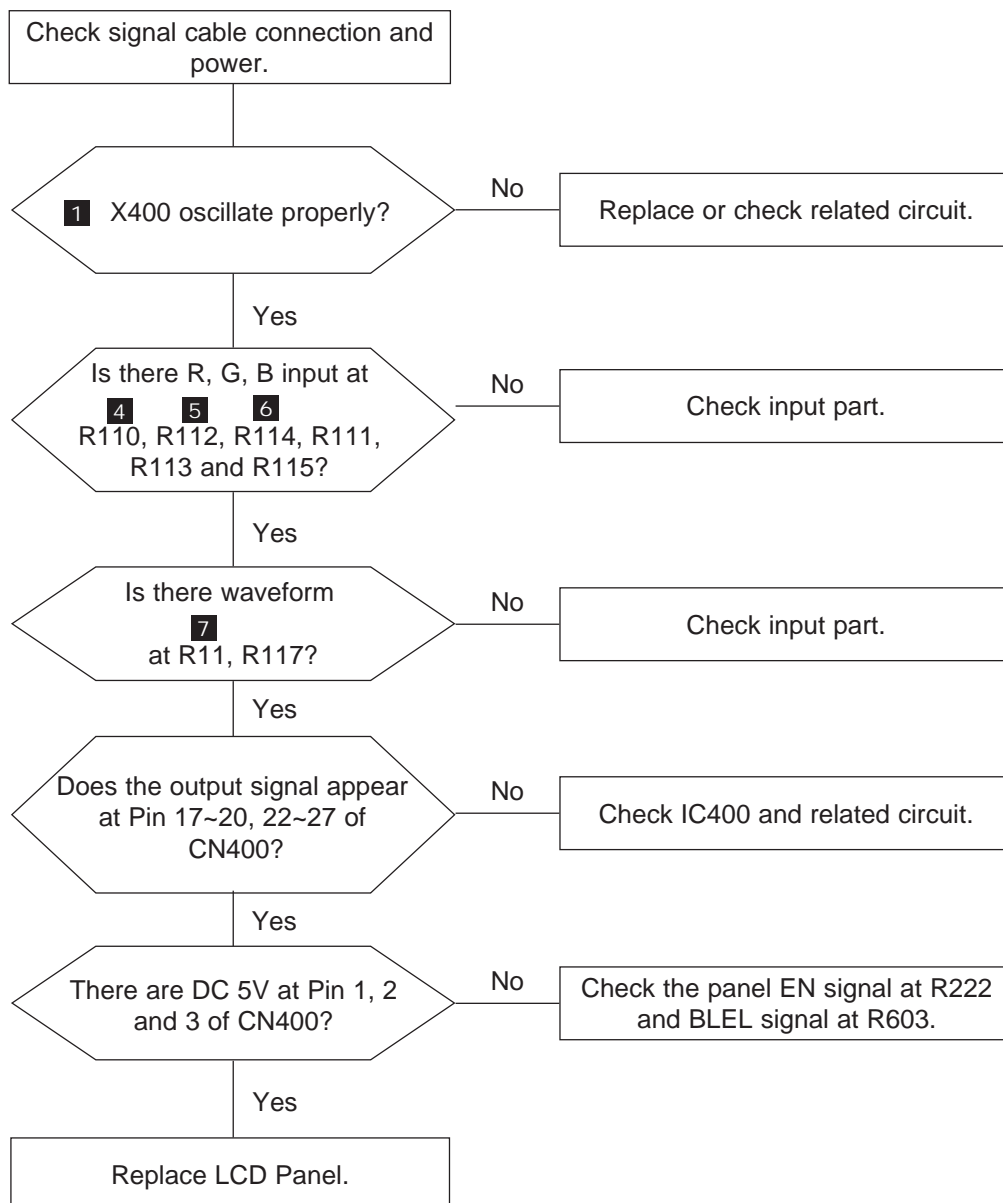 Check signal cable connection and
power.
1 X400 oscillate properly?
No
Replace or check related circuit.
Yes
Is there R, G, B input at
4 5 6
R110, R112, R114, R111,
R113 and R115?
No
Check input part.
Yes
Is there waveform
7
at R11, R117?
No
Check input part.
Yes
Does the output signal appear
at Pin 17~20, 22~27 of
CN400?
No
Check IC400 and related circuit.
Yes
There are DC 5V at Pin 1, 2
and 3 of CN400?
No
Check the panel EN signal at R222
and BLEL signal at R603.
Yes
Replace LCD Panel.